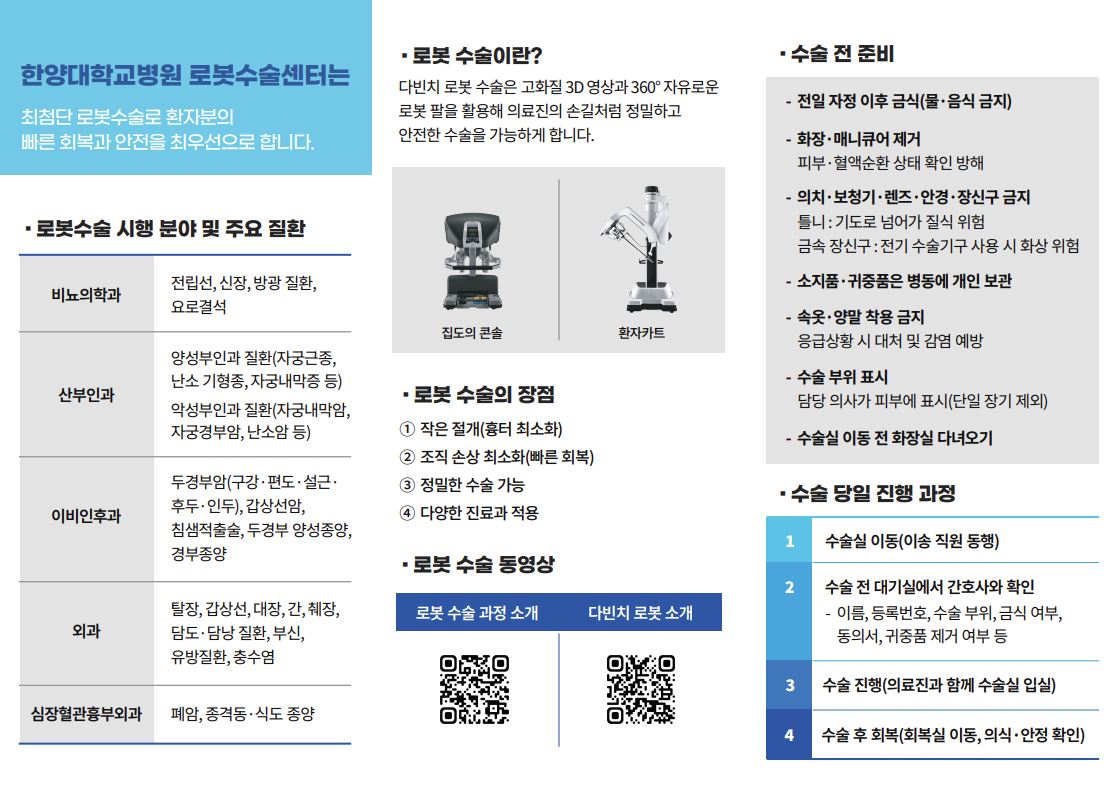 한양대학교병원 로봇수술센터는
최첨단 로봇수술로 환자분의
빠른 회복과 안전을 최우선으로 합니다.
· 로봇수술 시행 분야 및 주요 질환
비뇨의학과
전립선, 신장, 방광 질환,
요로결석
산부인과
양성부인과 질환(자궁근종,
난소 기형종, 자궁내막증 등)
악성부인과 질환(자궁내막암,
자궁경부암, 난소암 등)
이비인후과
두경부암(구강·편도·설근·
후두·인두), 갑상선암,
침샘적출술, 두경부 양성종양,
경부종양
외과
탈장, 갑상선, 대장, 간, 췌장,
담도·담낭 질환, 부신,
유방질환, 충수염
심장혈관흉부외과
폐암, 종격동·식도 종양
· 로봇 수술이란?
다빈치 로봇 수술은 고화질 3D 영상과 360° 자유로운
로봇 팔을 활용해 의료진의 손길처럼 정밀하고
안전한 수술을 가능하게 합니다.
집도의 콘솔
환자카트
· 로봇 수술의 장점
① 작은 절개(흉터 최소화)
② 조직 손상 최소화(빠른 회복)
③ 정밀한 수술 가능
④ 다양한 진료과 적용
· 로봇 수술 동영상
로봇 수술 과정 소개
다빈치 로봇 소개
· 수술 전 준비
- 전일 자정 이후 금식(물·음식 금지)
- 화장·매니큐어 제거
피부·혈액순환 상태 확인 방해
- 의치·보청기·렌즈·안경·장신구 금지
틀니 : 기도로 넘어가 질식 위험
금속 장신구 : 전기 수술기구 사용 시 화상 위험
- 소지품·귀중품은 병동에 개인 보관
- 속옷·양말 착용 금지
응급상황 시 대처 및 감염 예방
- 수술 부위 표시
담당 의사가 피부에 표시(단일 장기 제외)
- 수술실 이동 전 화장실 다녀오기
· 수술 당일 진행 과정
1 수술실 이동(이송 직원 동행)
2 수술 전 대기실에서 간호사와 확인
- 이름, 등록번호, 수술 부위, 금식 여부,
동의서, 귀중품 제거 여부 등
3 수술 진행(의료진과 함께 수술실 입실)
4 수술 후 회복(회복실 이동, 의식·안정 확인)